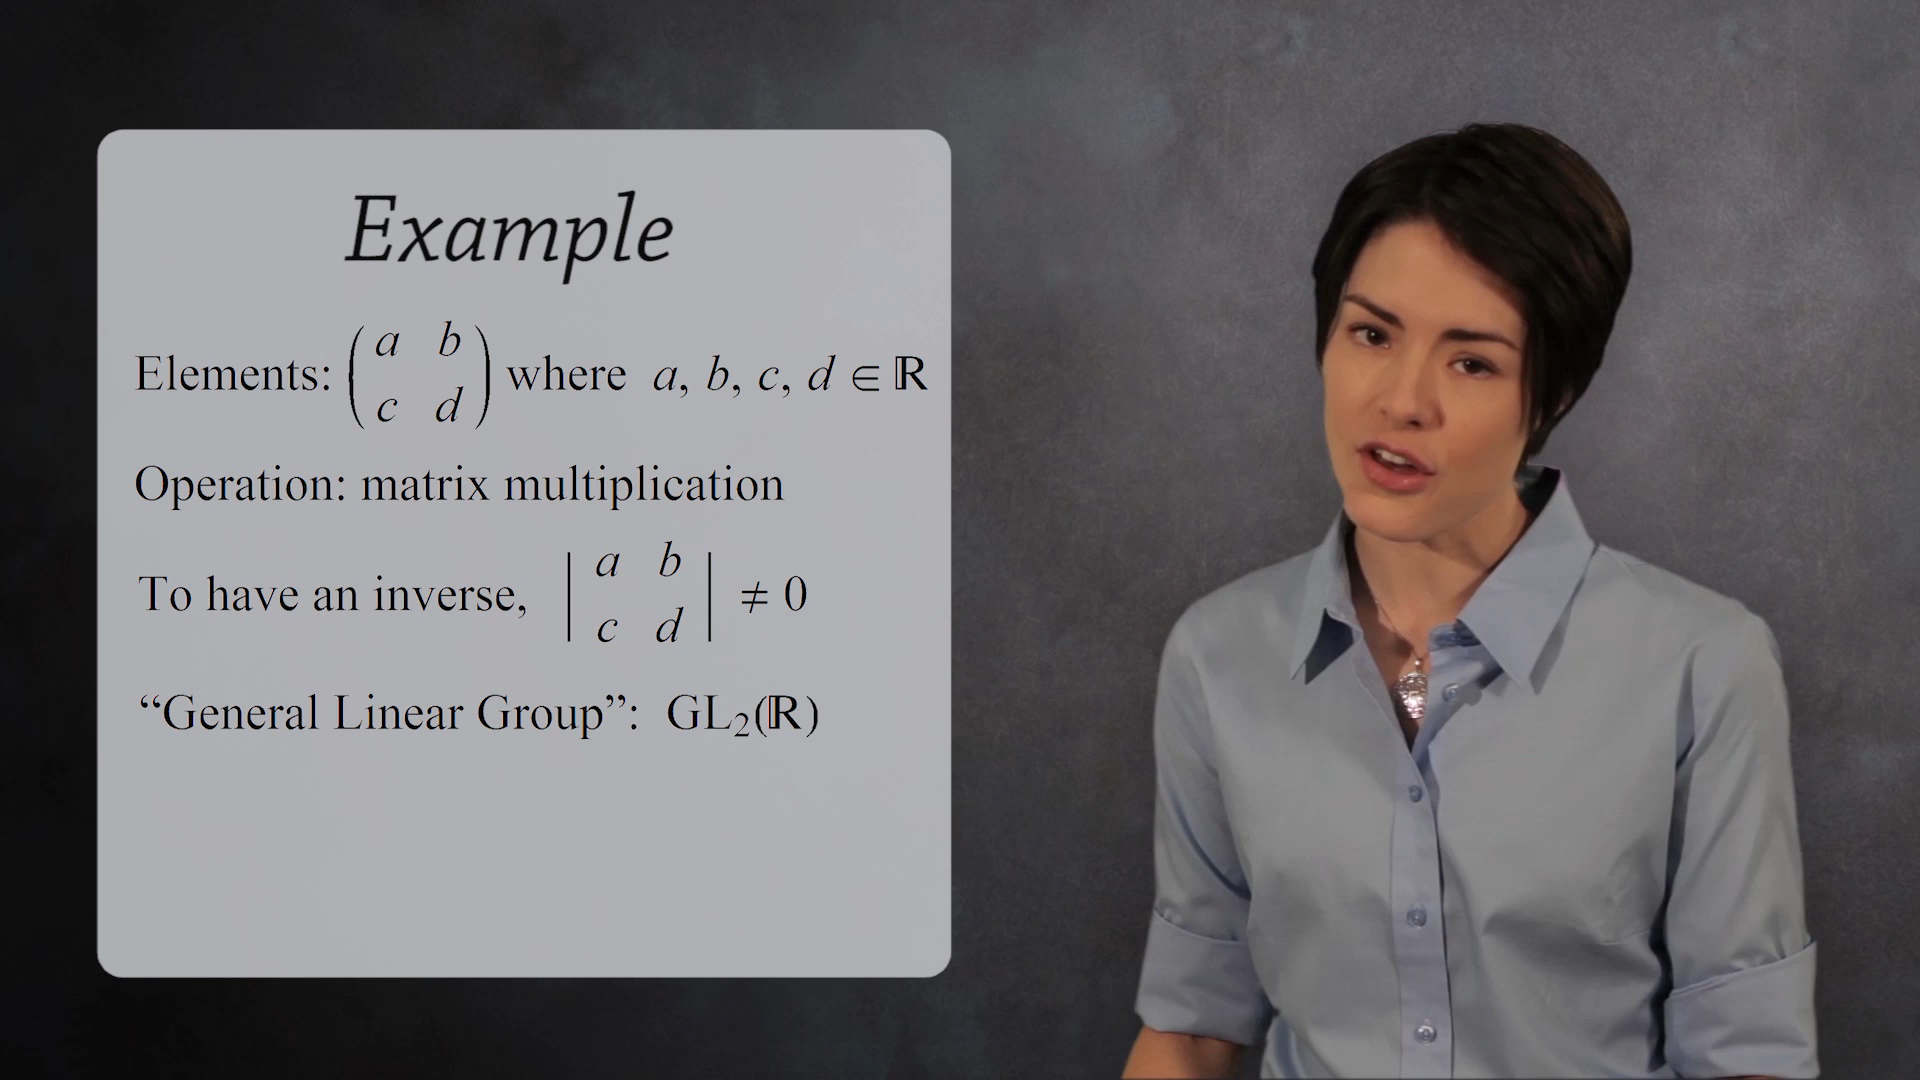 Example
Elements: ( a b ) where a, b, c, d ∈ ℝ
( c d )
Operation: matrix multiplication
To have an inverse, | a b | ≠ 0
| c d |
“General Linear Group”: GL₂(ℝ)